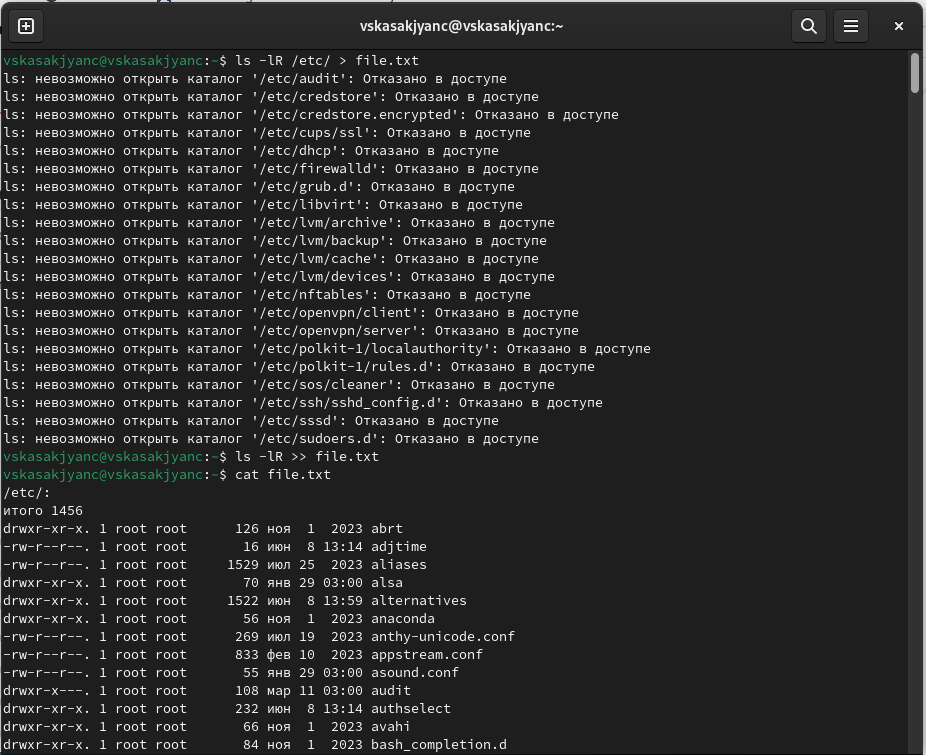 vskasakjyanc@vskasakjyanc:~
vskasakjyanc@vskasakjyanc:~$ ls -lR /etc/ > file.txt
ls: невозможно открыть каталог '/etc/audit': Отказано в доступе
ls: невозможно открыть каталог '/etc/credstore': Отказано в доступе
ls: невозможно открыть каталог '/etc/credstore.encrypted': Отказано в доступе
ls: невозможно открыть каталог '/etc/cups/ssl': Отказано в доступе
ls: невозможно открыть каталог '/etc/dhcp': Отказано в доступе
ls: невозможно открыть каталог '/etc/firewalld': Отказано в доступе
ls: невозможно открыть каталог '/etc/grub.d': Отказано в доступе
ls: невозможно открыть каталог '/etc/libvirt': Отказано в доступе
ls: невозможно открыть каталог '/etc/lvm/archive': Отказано в доступе
ls: невозможно открыть каталог '/etc/lvm/backup': Отказано в доступе
ls: невозможно открыть каталог '/etc/lvm/cache': Отказано в доступе
ls: невозможно открыть каталог '/etc/lvm/devices': Отказано в доступе
ls: невозможно открыть каталог '/etc/nftables': Отказано в доступе
ls: невозможно открыть каталог '/etc/openvpn/client': Отказано в доступе
ls: невозможно открыть каталог '/etc/openvpn/server': Отказано в доступе
ls: невозможно открыть каталог '/etc/polkit-1/localauthority': Отказано в доступе
ls: невозможно открыть каталог '/etc/polkit-1/rules.d': Отказано в доступе
ls: невозможно открыть каталог '/etc/sos/cleaner': Отказано в доступе
ls: невозможно открыть каталог '/etc/ssh/sshd_config.d': Отказано в доступе
ls: невозможно открыть каталог '/etc/sssd': Отказано в доступе
ls: невозможно открыть каталог '/etc/sudoers.d': Отказано в доступе
vskasakjyanc@vskasakjyanc:~$ ls -lR >> file.txt
vskasakjyanc@vskasakjyanc:~$ cat file.txt
/etc/:
итого 1456
drwxr-xr-x. 1 root root      126 ноя  1  2023 abrt
-rw-r--r--. 1 root root       16 июн  8 13:14 adjtime
-rw-r--r--. 1 root root     1529 июл 25  2023 aliases
drwxr-xr-x. 1 root root       70 янв 29 03:00 alsa
drwxr-xr-x. 1 root root     1522 июн  8 13:59 alternatives
drwxr-xr-x. 1 root root       56 ноя  1  2023 anaconda
-rw-r--r--. 1 root root      269 июл 19  2023 anthy-unicode.conf
-rw-r--r--. 1 root root      833 фев 10  2023 appstream.conf
-rw-r--r--. 1 root root       55 янв 29 03:00 asound.conf
drwxr-x---. 1 root root      108 мар 11 03:00 audit
drwxr-xr-x. 1 root root      232 июн  8 13:14 authselect
drwxr-xr-x. 1 root root       66 ноя  1  2023 avahi
drwxr-xr-x. 1 root root       84 ноя  1  2023 bash_completion.d